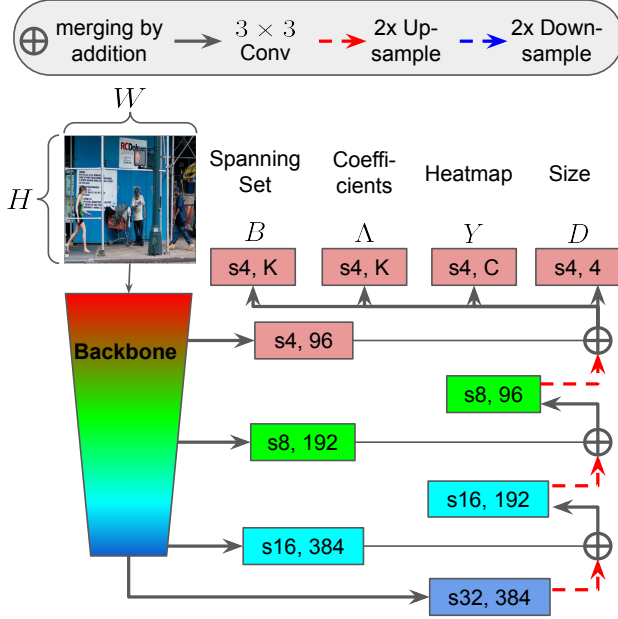 merging by
addition
3 × 3
Conv
2x Up-
sample
2x Down-
sample
W
H
RCDol
Spanning
Set
Coeffi-
cients
Heatmap
Size
B
Λ
Y
D
s4, K
s4, K
s4, C
s4, 4
Backbone
s4, 96
s8, 96
s8, 192
s16, 192
s16, 384
s32, 384